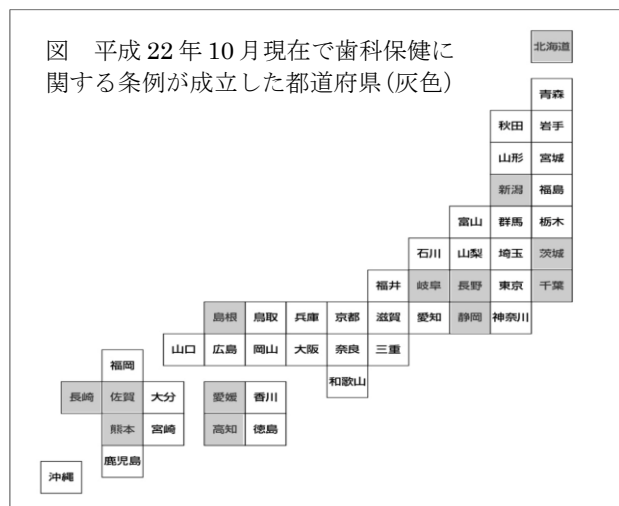 図　平成 22 年 10 月現在で歯科保健に
関する条例が成立した都道府県(灰色)
北海道
青森
秋田 岩手
山形 宮城
新潟 福島
富山 群馬 栃木
石川 山梨 埼玉 茨城
福井 岐阜 長野 東京 千葉
島根 鳥取 兵庫 京都 滋賀 愛知 静岡 神奈川
山口 広島 岡山 大阪 奈良 三重
福岡 和歌山
長崎 佐賀 大分 愛媛 香川
熊本 宮崎 高知 徳島
鹿児島
沖縄